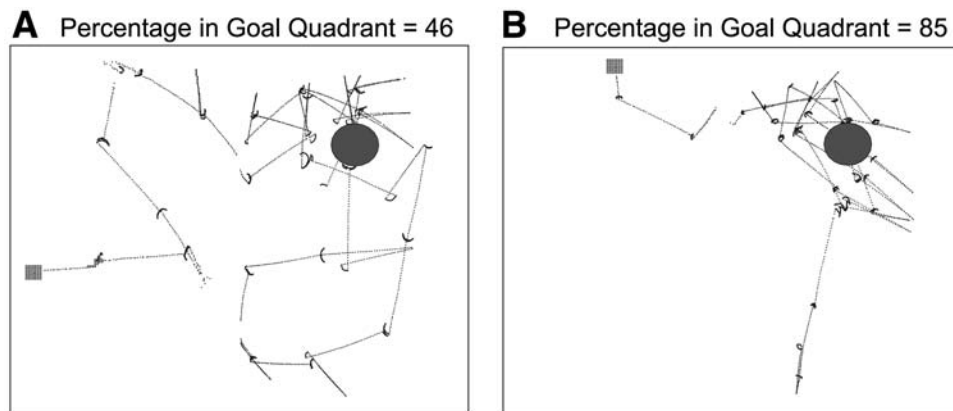 A Percentage in Goal Quadrant = 46
B Percentage in Goal Quadrant = 85